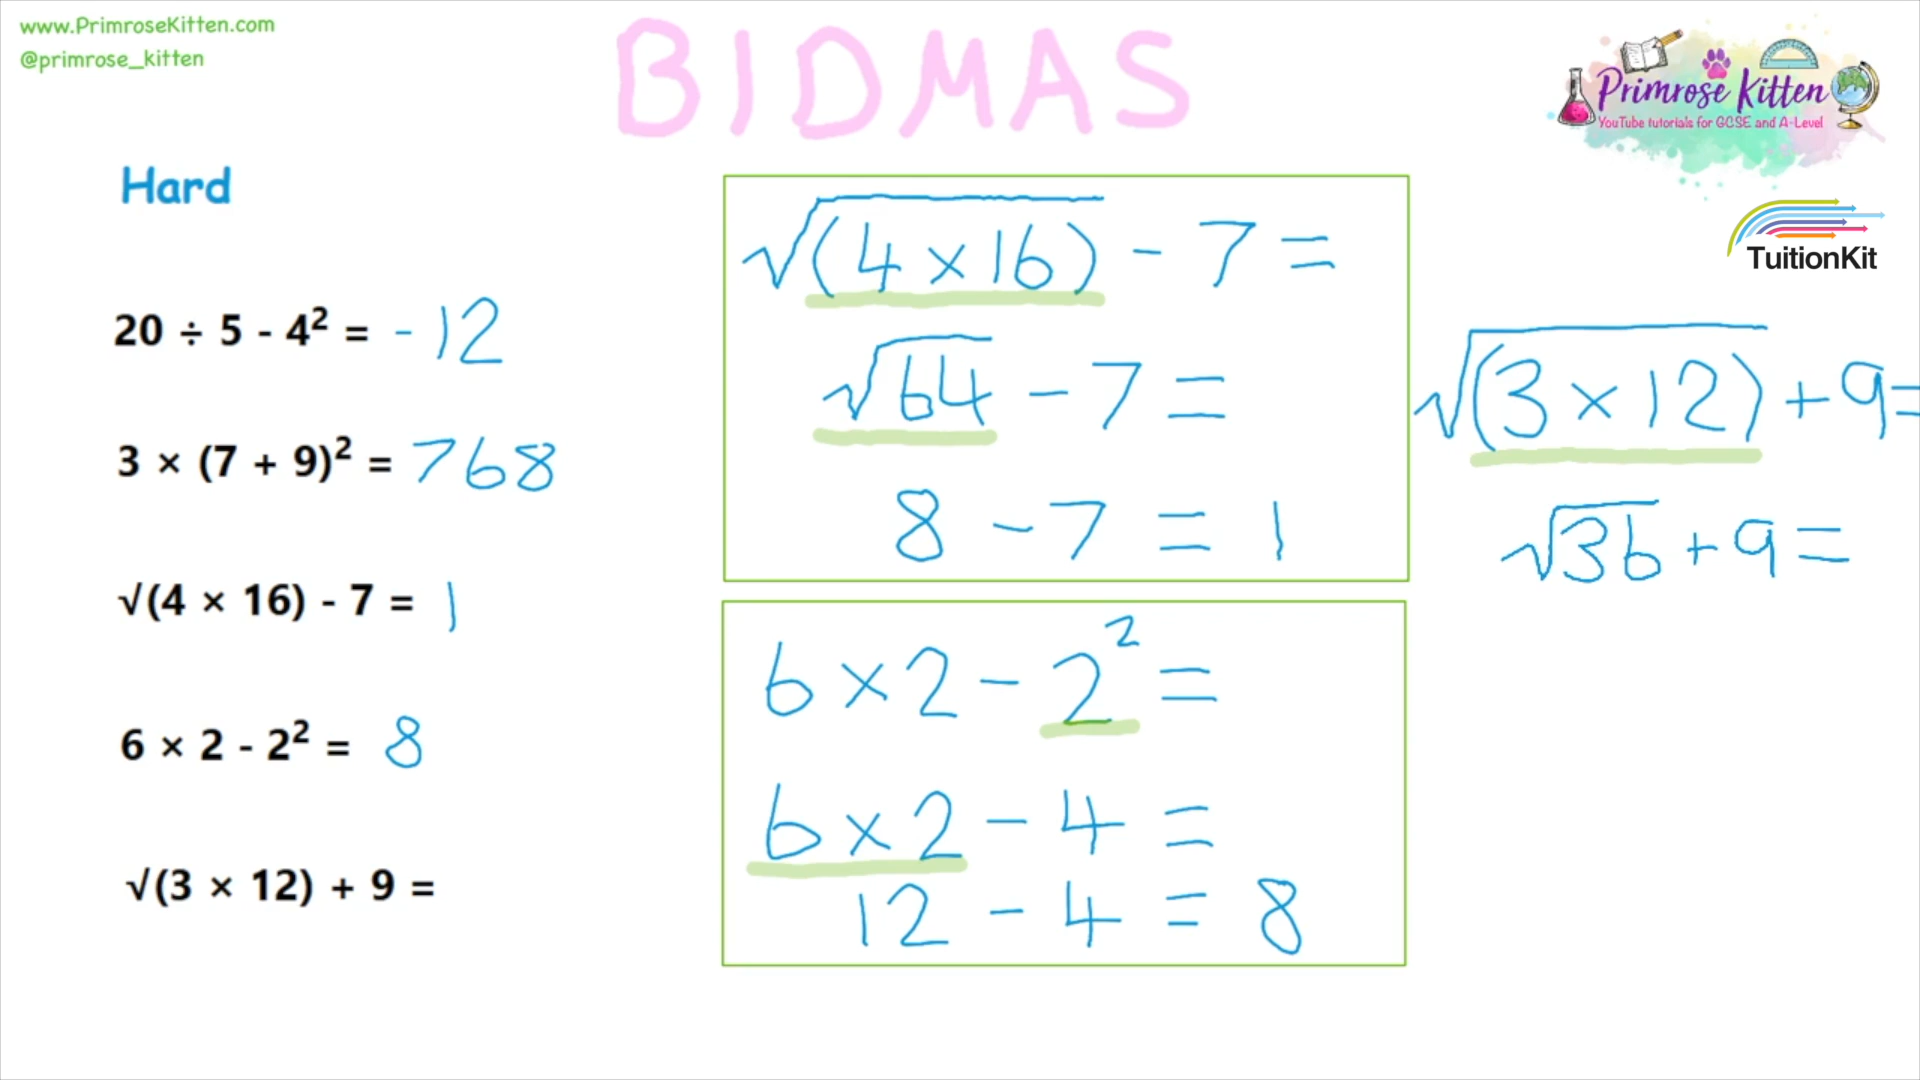 www.PrimroseKitten.com
@primrose_kitten
BIDMAS
Primrose Kitten
YouTube tutorials for GCSE and A-Level
TuitionKit
Hard
20 ÷ 5 - 4² = -12
3 × (7 + 9)² = 768
√(4 × 16) - 7 = 1
6 × 2 - 2² = 8
√(3 × 12) + 9 =
√(4 × 16) - 7 =
√64 - 7 =
8 - 7 = 1
6 × 2 - 2² =
6 × 2 - 4 =
12 - 4 = 8
√(3 × 12) + 9 =
√36 + 9 =